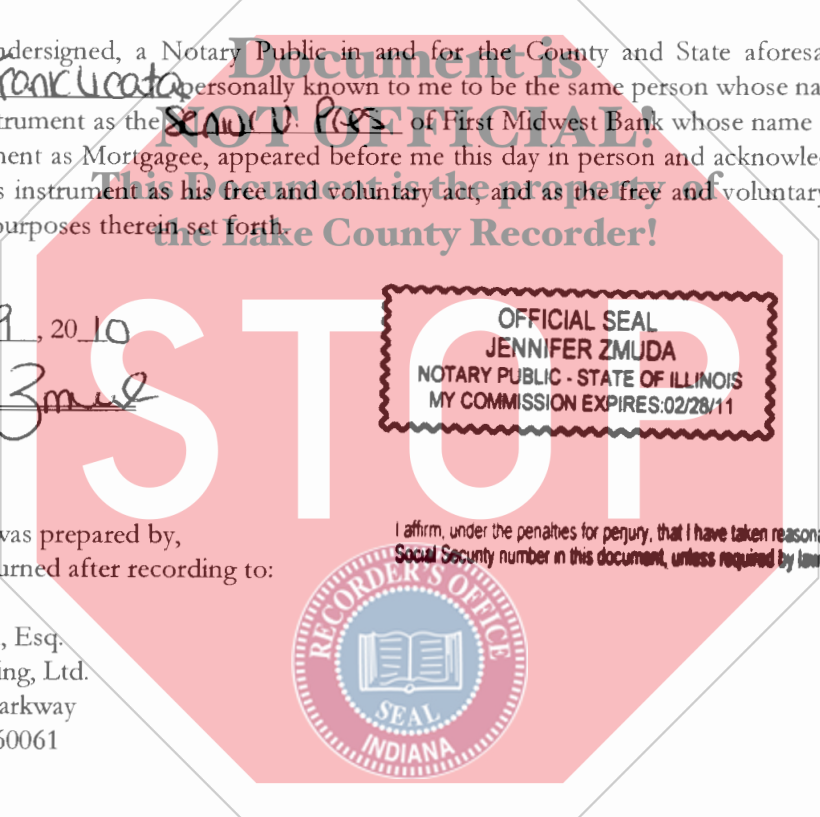 Document is
NOT OFFICIAL!
This Document is the property of
the Lake County Recorder!
STOP
ndersigned, a Notary Public in and for the County and State aforesa
personally known to me to be the same person whose na
trument as the Senior V. Pres of First Midwest Bank whose name
ment as Mortgagee, appeared before me this day in person and acknowle
s instrument as his free and voluntary act, and as the free and voluntary
purposes therein set forth.
9, 2010
OFFICIAL SEAL
JENNIFER ZMUDA
NOTARY PUBLIC - STATE OF ILLINOIS
MY COMMISSION EXPIRES:02/28/11
was prepared by,
urned after recording to:
I affirm, under the penalties for perjury, that I have taken reasona
Social Security number in this document, unless required by law
, Esq.
ing, Ltd.
arkway
60061
RECORDER'S OFFICE
SEAL
INDIANA